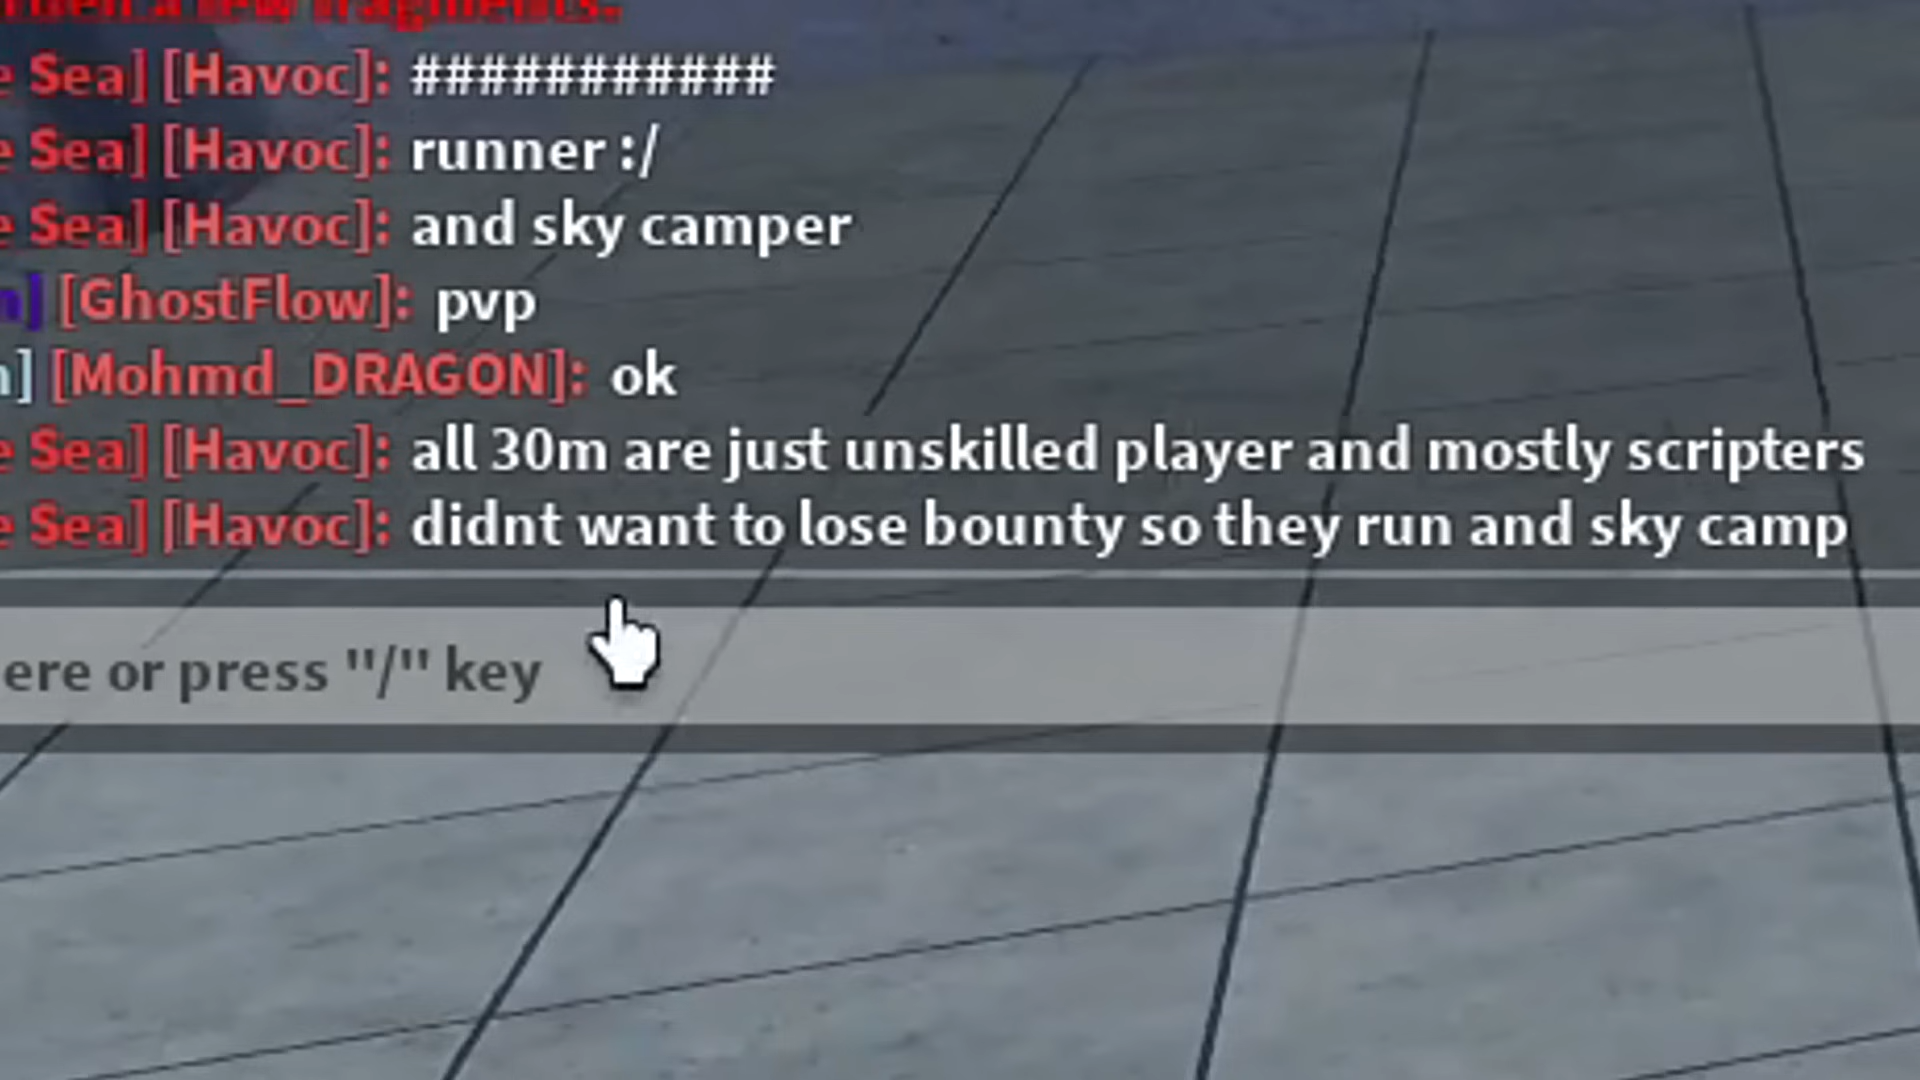 a few fragments.
e Sea] [Havoc]: ###########
e Sea] [Havoc]: runner :/
e Sea] [Havoc]: and sky camper
n] [GhostFlow]: pvp
n] [Mohmd_DRAGON]: ok
e Sea] [Havoc]: all 30m are just unskilled player and mostly scripters
e Sea] [Havoc]: didnt want to lose bounty so they run and sky camp
ere or press "/" key